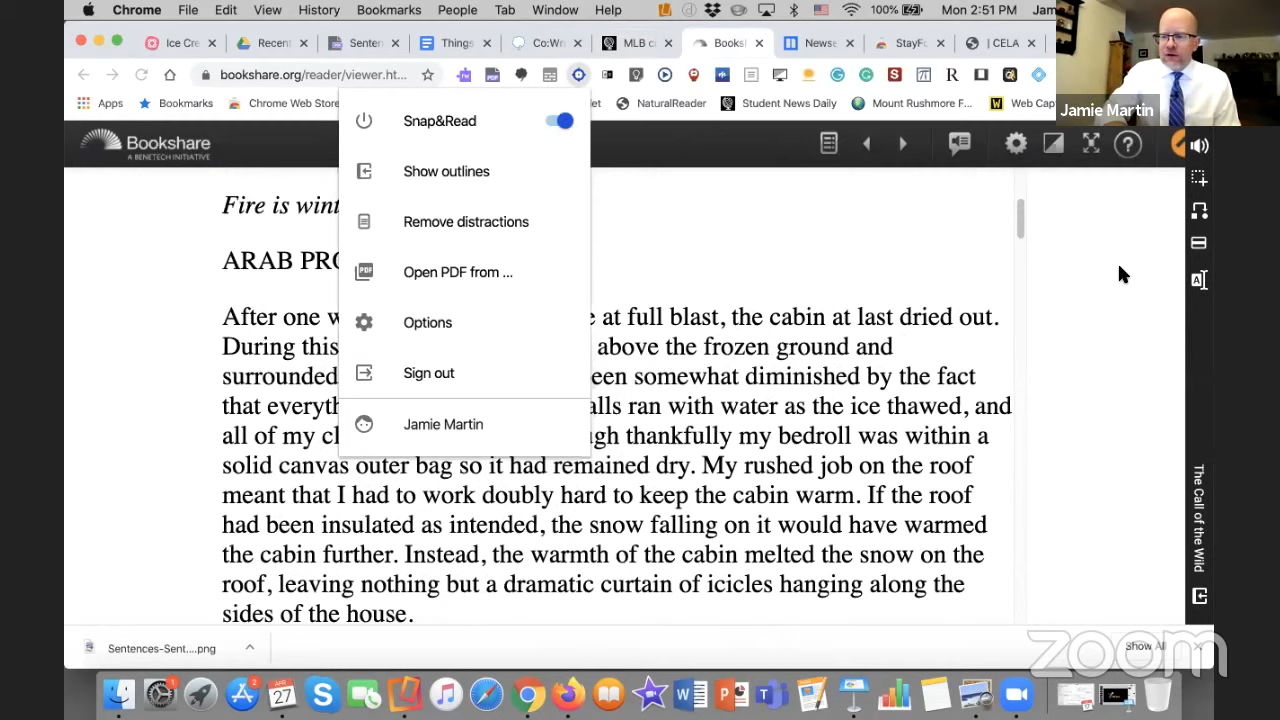 Chrome File Edit View History Bookmarks People Tab Window Help 100% Mon 2:51 PM Jam
Ice Cre Recent Senten Things Co:Wri MLB c Books Newse StayFo | CELA
bookshare.org/reader/viewer.ht...
Apps Bookmarks Chrome Web Store et NaturalReader Student News Daily Mount Rushmore F... Web Cap
Jamie Martin
Bookshare
A BENETECH INITIATIVE
Snap&Read
Show outlines
Remove distractions
Open PDF from ...
Options
Sign out
Jamie Martin
Fire is wint
ARAB PRO
After one w e at full blast, the cabin at last dried out.
During this above the frozen ground and
surrounded een somewhat diminished by the fact
that everyth alls ran with water as the ice thawed, and
all of my cl ugh thankfully my bedroll was within a
solid canvas outer bag so it had remained dry. My rushed job on the roof
meant that I had to work doubly hard to keep the cabin warm. If the roof
had been insulated as intended, the snow falling on it would have warmed
the cabin further. Instead, the warmth of the cabin melted the snow on the
roof, leaving nothing but a dramatic curtain of icicles hanging along the
sides of the house.
The Call of the Wild
Sentences-Sent....png
Show All
zoom